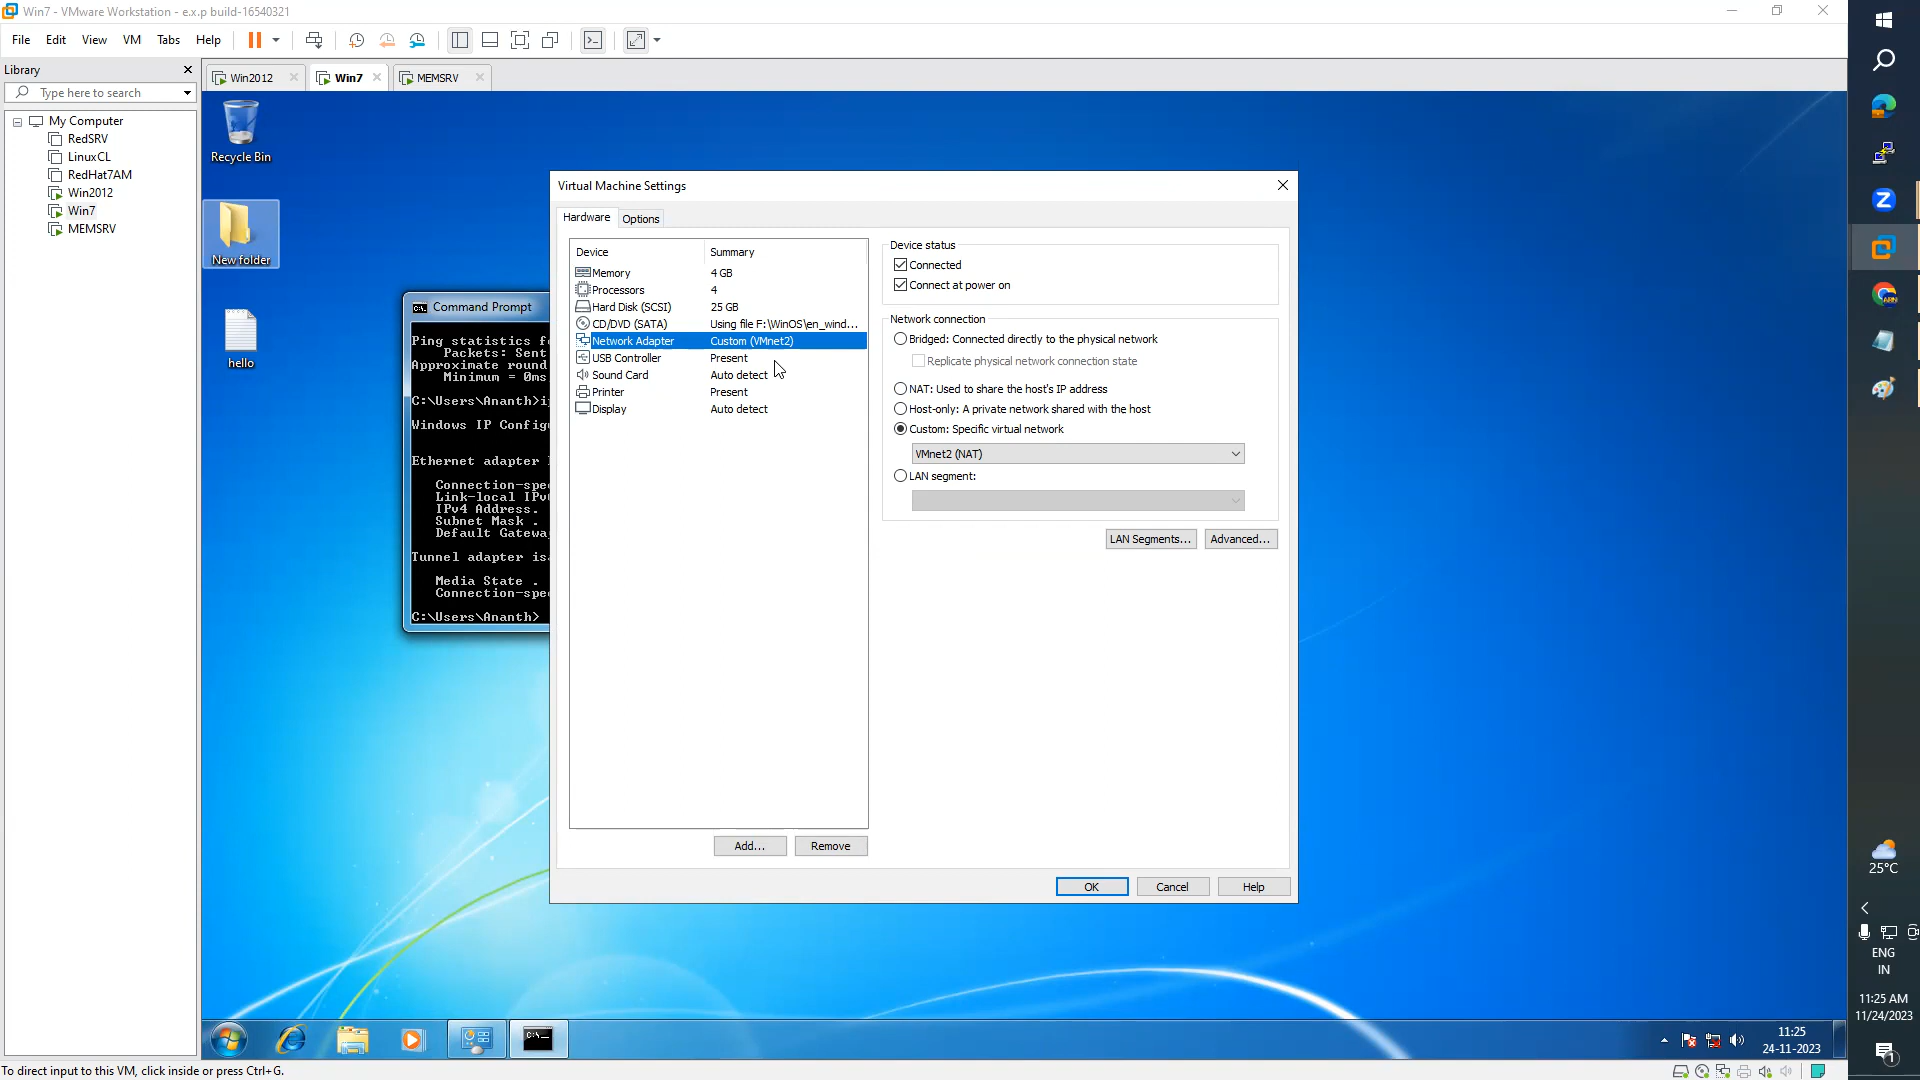 Win7 - VMware Workstation - e.x.p build-16540321
File Edit View VM Tabs Help
Library
Type here to search
My Computer
RedSRV
LinuxCL
RedHat7AM
Win2012
Win7
MEMSRV
Win2012
Win7
MEMSRV
Recycle Bin
New folder
hello
Command Prompt
Ping statistics
Packets: Sent
Approximate round
Minimum = 0ms
C:\Users\Ananth>
Windows IP
Ethernet adapter
Link-local
IPv4 Address.
Subnet Mask .
Default
Tunnel adapter
Media State .
C:\Users\Ananth>
Virtual Machine Settings
Hardware Options
Device Summary
Memory 4 GB
Processors 4
Hard Disk (SCSI) 25 GB
CD/DVD (SATA) Using file F:\WinOS\en_wind...
Network Adapter Custom (VMnet2)
USB Controller Present
Sound Card Auto detect
Printer Present
Display Auto detect
Add... Remove
Device status
Connected
Connect at power on
Network connection
Bridged: Connected directly to the physical network
Replicate physical network connection state
NAT: Used to share the host's IP address
Host-only: A private network shared with the host
Custom: Specific virtual network
VMnet2 (NAT)
LAN segment:
LAN Segments... Advanced...
OK Cancel Help
11:25
24-11-2023
To direct input to this VM, click inside or press Ctrl+G.
25°C
ENG
IN
11:25 AM
11/24/2023
1